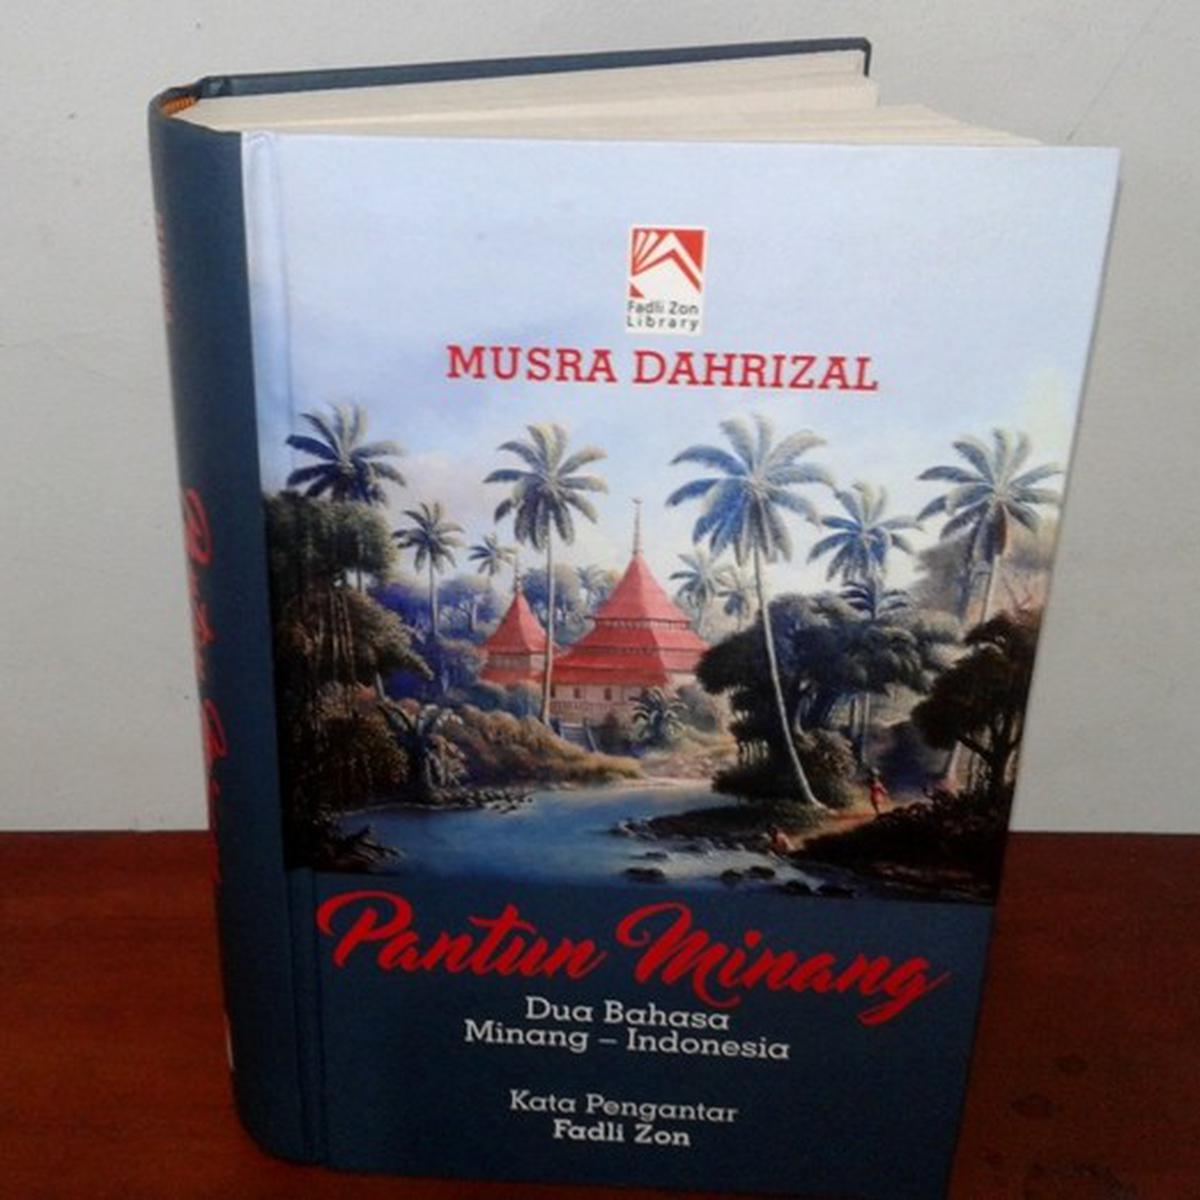 Fadli Zon
Library
MUSRA DAHRIZAL
Pantun Minang
Dua Bahasa
Minang – Indonesia
Kata Pengantar
Fadli Zon